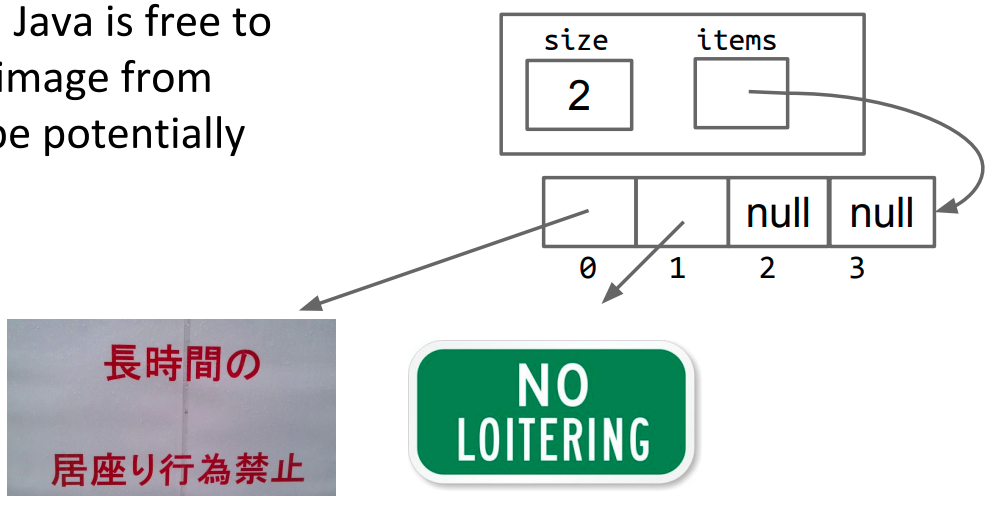 Java is free to
image from
be potentially
size items
2
null null
0 1 2 3
長時間の
居座り行為禁止
NO
LOITERING